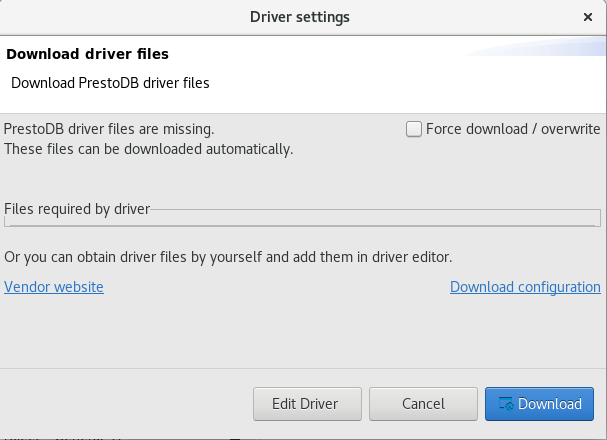 Driver settings
Download driver files
Download PrestoDB driver files
PrestoDB driver files are missing.
Force download / overwrite
These files can be downloaded automatically.
Files required by driver
Or you can obtain driver files by yourself and add them in driver editor.
Vendor website
Download configuration
Edit Driver
Cancel
Download